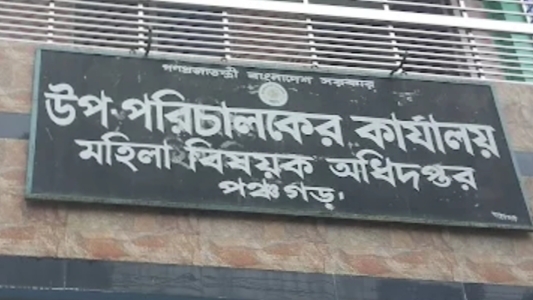 গণপ্রজাতন্ত্রী বাংলাদেশ সরকার
উপ-পরিচালকের কার্যালয়
মহিলা বিষয়ক অধিদপ্তর
পঞ্চগড়।